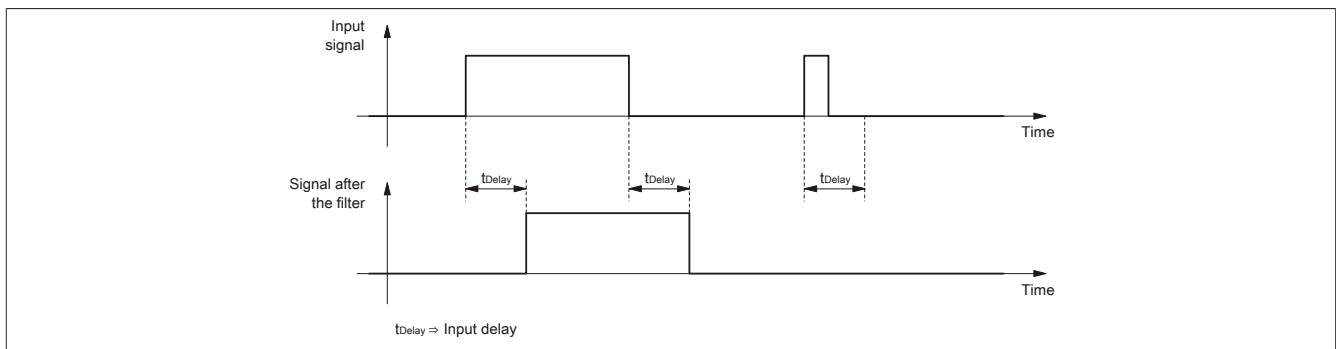 Input
signal
Time
tDelay
tDelay
tDelay
Signal after
the filter
Time
tDelay ⇒ Input delay